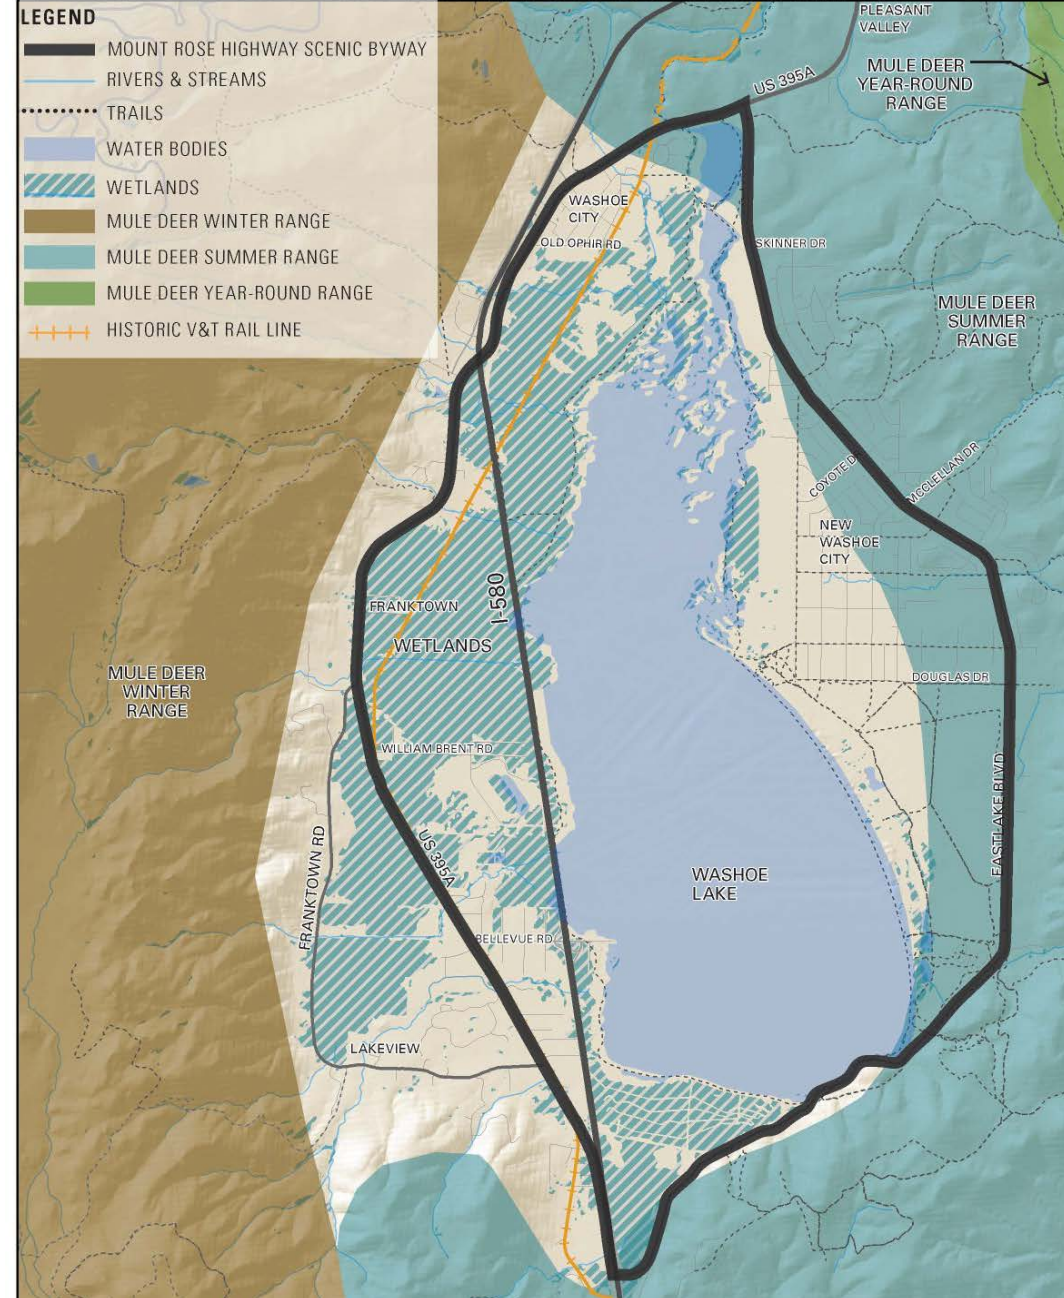 LEGEND
MOUNT ROSE HIGHWAY SCENIC BYWAY
RIVERS & STREAMS
TRAILS
WATER BODIES
WETLANDS
MULE DEER WINTER RANGE
MULE DEER SUMMER RANGE
MULE DEER YEAR-ROUND RANGE
HISTORIC V&T RAIL LINE
PLEASANT
VALLEY
US 395A
MULE DEER
YEAR-ROUND
RANGE
WASHOE
CITY
OLD OPHIR RD
SKINNER DR
MULE DEER
SUMMER
RANGE
COYOTE DR
MCCLELLAN DR
NEW
WASHOE
CITY
I-580
FRANKTOWN
WETLANDS
MULE DEER
WINTER
RANGE
DOUGLAS DR
WILLIAM BRENT RD
EASTLAKE BLVD
US 395A
FRANKTOWN RD
WASHOE
LAKE
BELLEVUE RD
LAKEVIEW